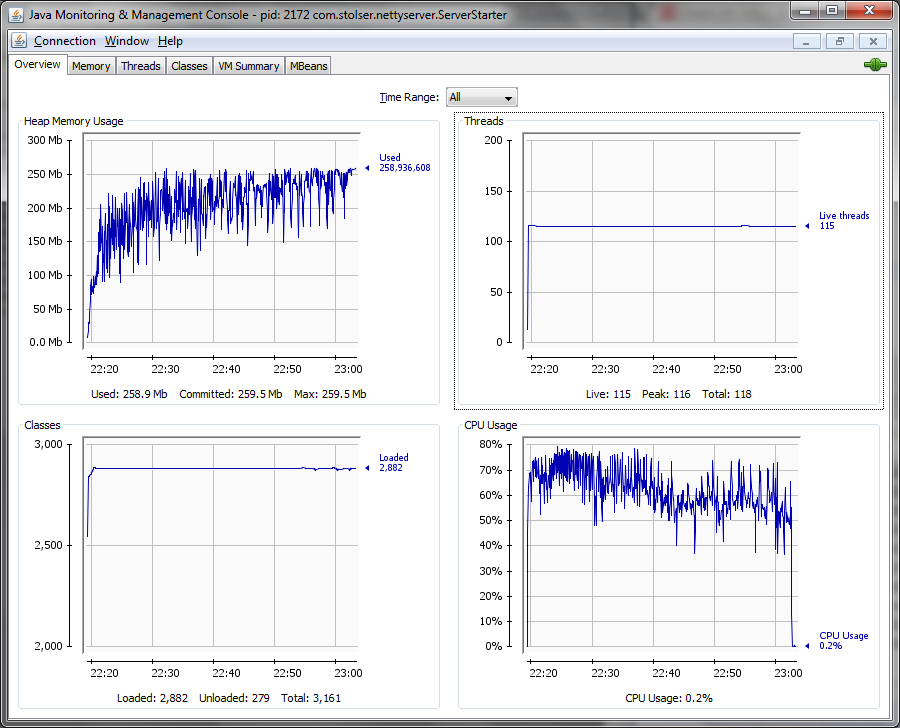 Java Monitoring & Management Console - pid: 2172 com.stolser.nettyserver.ServerStarter
Connection Window Help
Overview Memory Threads Classes VM Summary MBeans
Time Range: All
Heap Memory Usage
300 Mb
250 Mb
200 Mb
150 Mb
100 Mb
50 Mb
0.0 Mb
Used
258,936,608
22:20 22:30 22:40 22:50 23:00
Used: 258.9 Mb Committed: 259.5 Mb Max: 259.5 Mb
Threads
200
150
100
50
0
Live threads
115
22:20 22:30 22:40 22:50 23:00
Live: 115 Peak: 116 Total: 118
Classes
3,000
2,500
2,000
Loaded
2,882
22:20 22:30 22:40 22:50 23:00
Loaded: 2,882 Unloaded: 279 Total: 3,161
CPU Usage
80%
70%
60%
50%
40%
30%
20%
10%
0%
CPU Usage
0.2%
22:20 22:30 22:40 22:50 23:00
CPU Usage: 0.2%